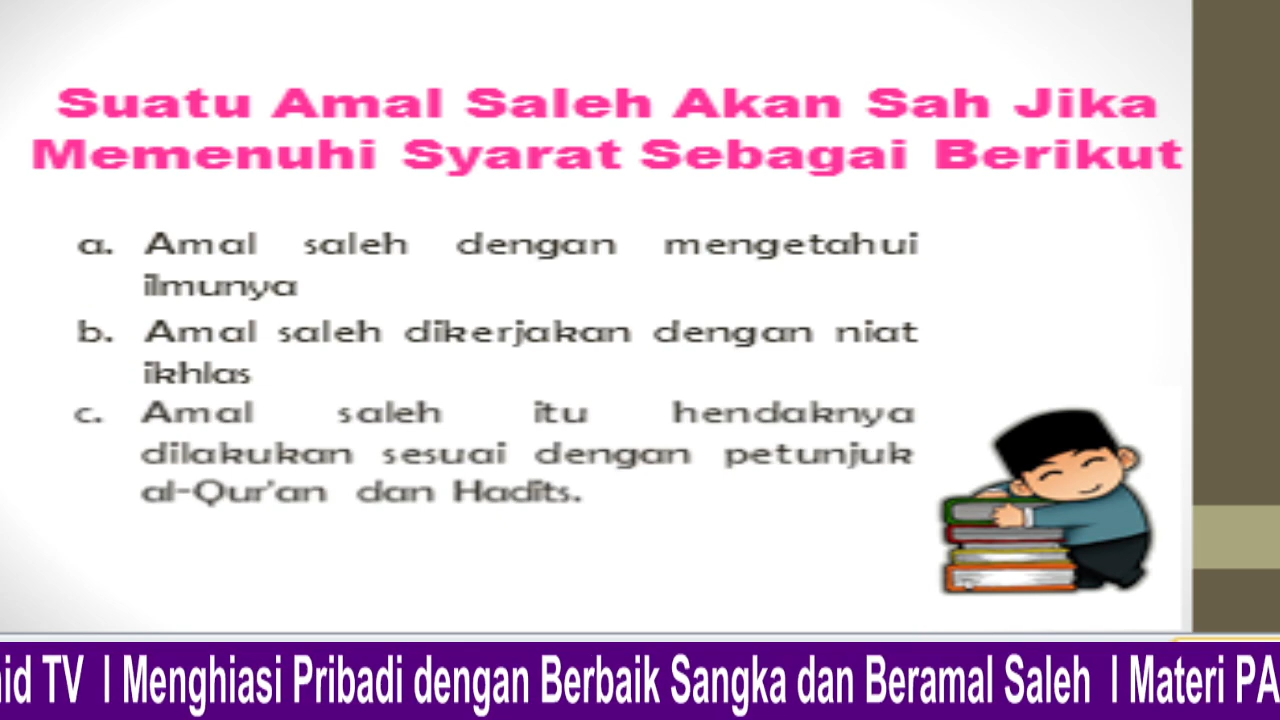 Suatu Amal Saleh Akan Sah Jika
Memenuhi Syarat Sebagai Berikut
a. Amal saleh dengan mengetahui
ilmunya
b. Amal saleh dikerjakan dengan niat
ikhlas
c. Amal saleh itu hendaknya
dilakukan sesuai dengan petunjuk
al-Qur'an dan Hadits.
TV l Menghiasi Pribadi dengan Berbaik Sangka dan Beramal Saleh l Materi PA